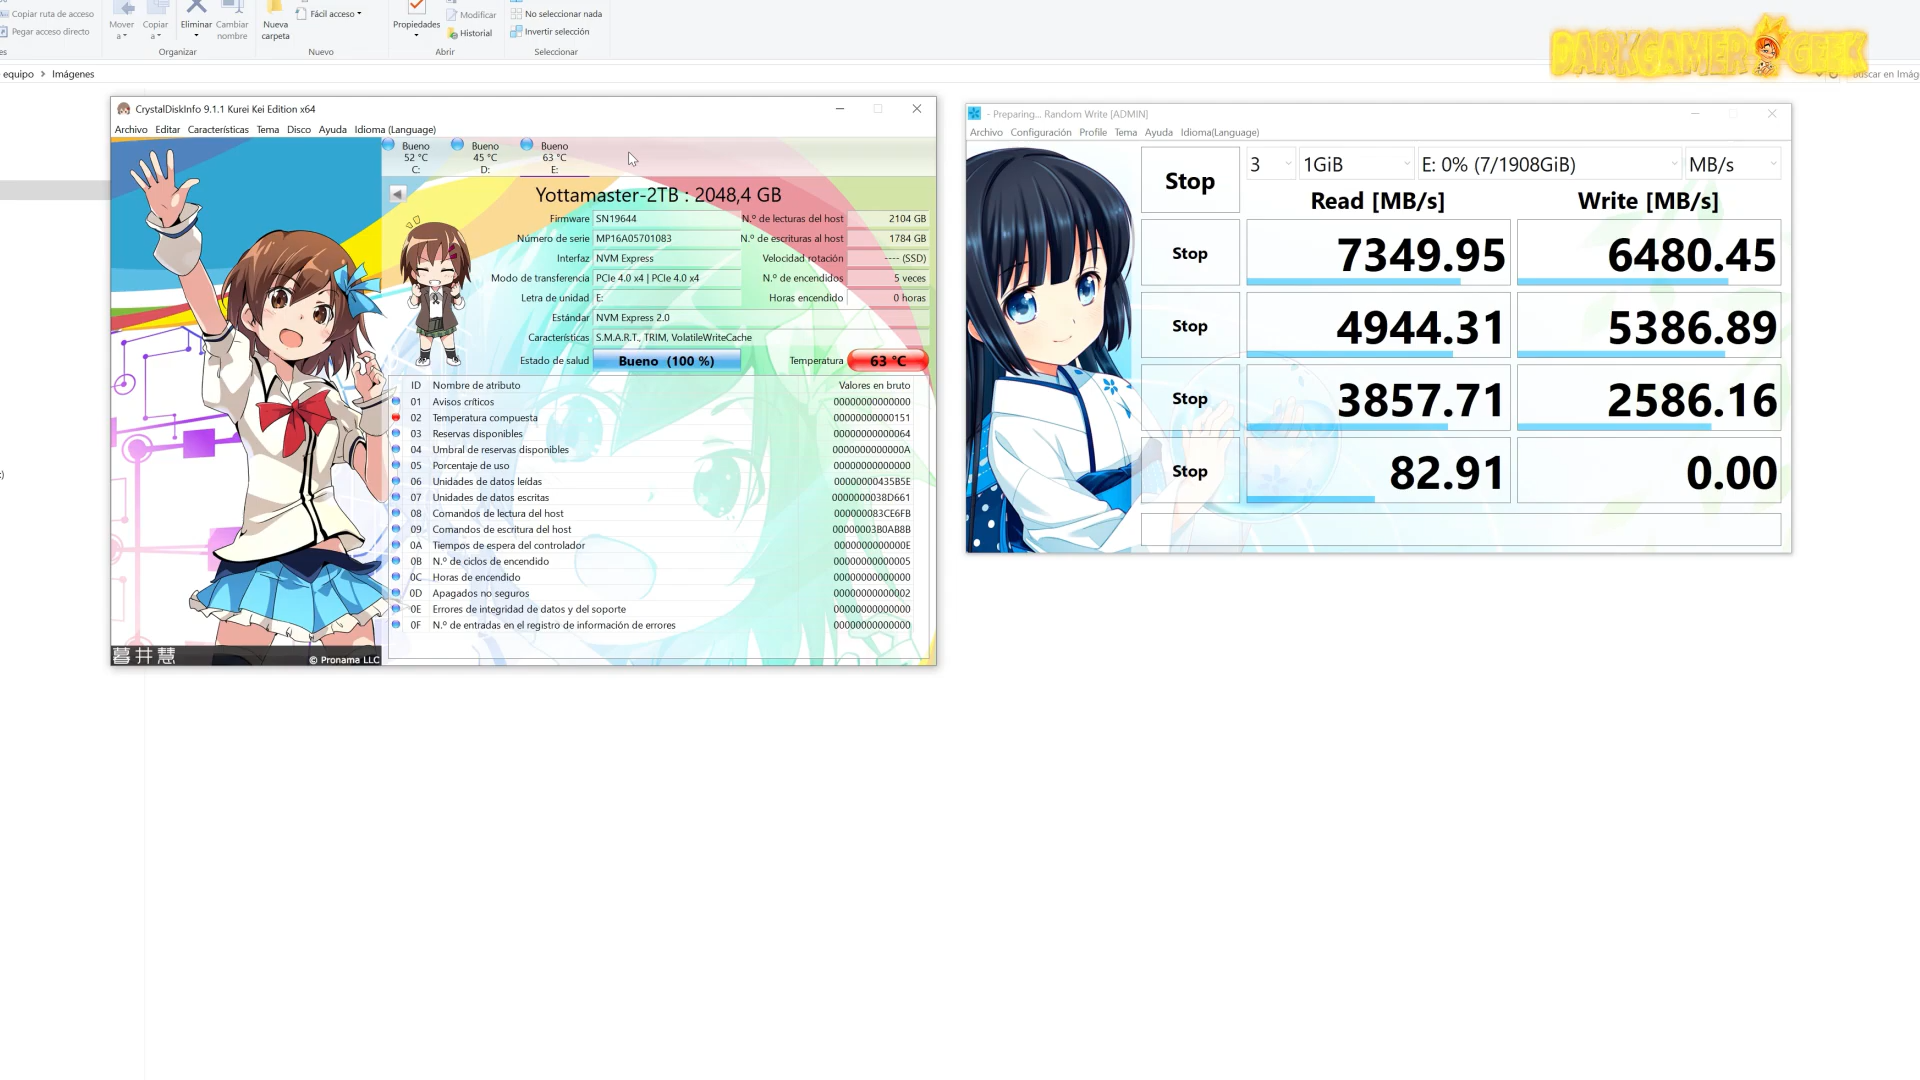 Copiar ruta de acceso
Pegar acceso directo
Mover a
Copiar a
Eliminar
Cambiar nombre
Organizar
Nueva carpeta
Fácil acceso
Nuevo
Propiedades
Modificar
Historial
Abrir
No seleccionar nada
Invertir selección
Seleccionar
DARKGAMER GEEK
equipo > Imágenes
CrystalDiskInfo 9.1.1 Kurei Kei Edition x64
Archivo Editar Características Tema Disco Ayuda Idioma (Language)
Bueno 52 °C C:
Bueno 45 °C D:
Bueno 63 °C E:
Yottamaster-2TB : 2048,4 GB
Firmware SN19644 N.º de lecturas del host 2104 GB
Número de serie MP16A05701083 N.º de escrituras al host 1784 GB
Interfaz NVM Express Velocidad rotación ---- (SSD)
Modo de transferencia PCIe 4.0 x4 | PCIe 4.0 x4 N.º de encendidos 5 veces
Letra de unidad E: Horas encendido 0 horas
Estándar NVM Express 2.0
Características S.M.A.R.T., TRIM, VolatileWriteCache
Estado de salud Bueno (100 %) Temperatura 63 °C
ID Nombre de atributo Valores en bruto
01 Avisos críticos 00000000000000
02 Temperatura compuesta 00000000000151
03 Reservas disponibles 00000000000064
04 Umbral de reservas disponibles 0000000000000A
05 Porcentaje de uso 00000000000000
06 Unidades de datos leídas 00000000435B5E
07 Unidades de datos escritas 0000000038D661
08 Comandos de lectura del host 000000083CE6FB
09 Comandos de escritura del host 00000003B0AB8B
0A Tiempos de espera del controlador 0000000000000E
0B N.º de ciclos de encendido 00000000000005
0C Horas de encendido 00000000000000
0D Apagados no seguros 00000000000002
0E Errores de integridad de datos y del soporte 00000000000000
0F N.º de entradas en el registro de información de errores 00000000000000
暮井慧
© Pronama LLC
- Preparing... Random Write [ADMIN]
Archivo Configuración Profile Tema Ayuda Idioma(Language)
Stop 3 1GiB E: 0% (7/1908GiB) MB/s
Read [MB/s] Write [MB/s]
Stop 7349.95 6480.45
Stop 4944.31 5386.89
Stop 3857.71 2586.16
Stop 82.91 0.00